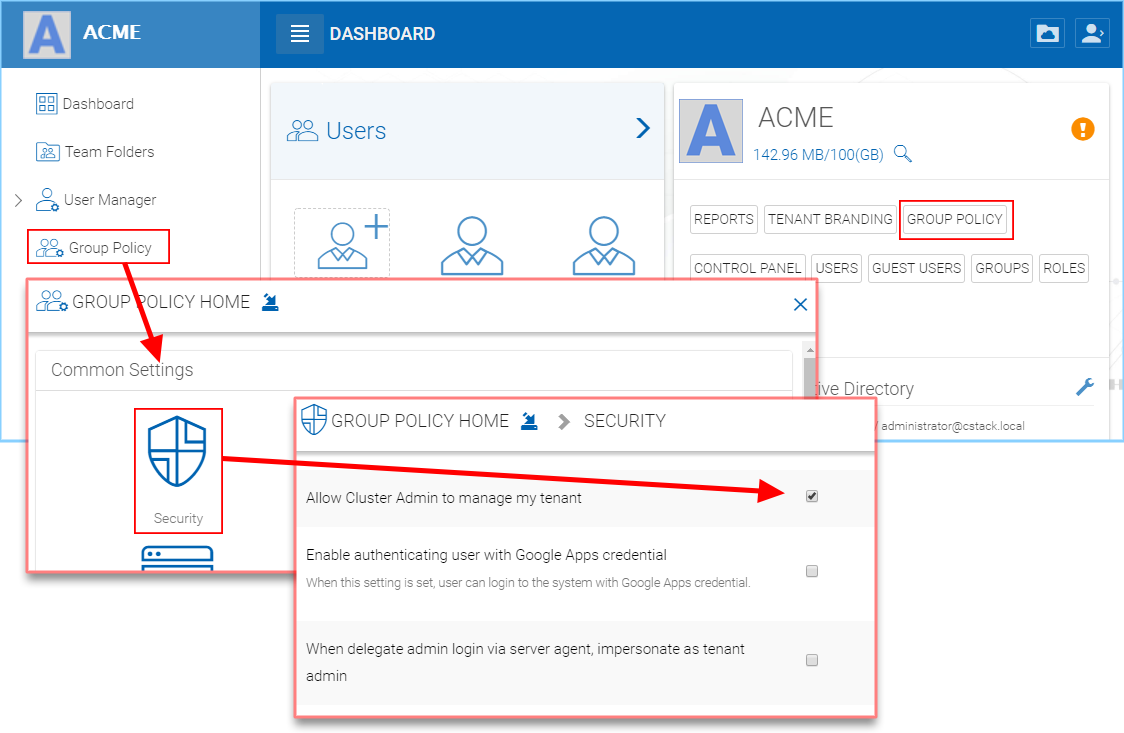 A ACME
DASHBOARD
Dashboard
Team Folders
User Manager
Group Policy
Users
A
ACME
142.96 MB/100(GB)
REPORTS
TENANT BRANDING
GROUP POLICY
CONTROL PANEL
USERS
GUEST USERS
GROUPS
ROLES
ive Directory
/ administrator@cstack.local
GROUP POLICY HOME
Common Settings
Security
GROUP POLICY HOME
SECURITY
Allow Cluster Admin to manage my tenant
Enable authenticating user with Google Apps credential
When this setting is set, user can login to the system with Google Apps credential.
When delegate admin login via server agent, impersonate as tenant
admin